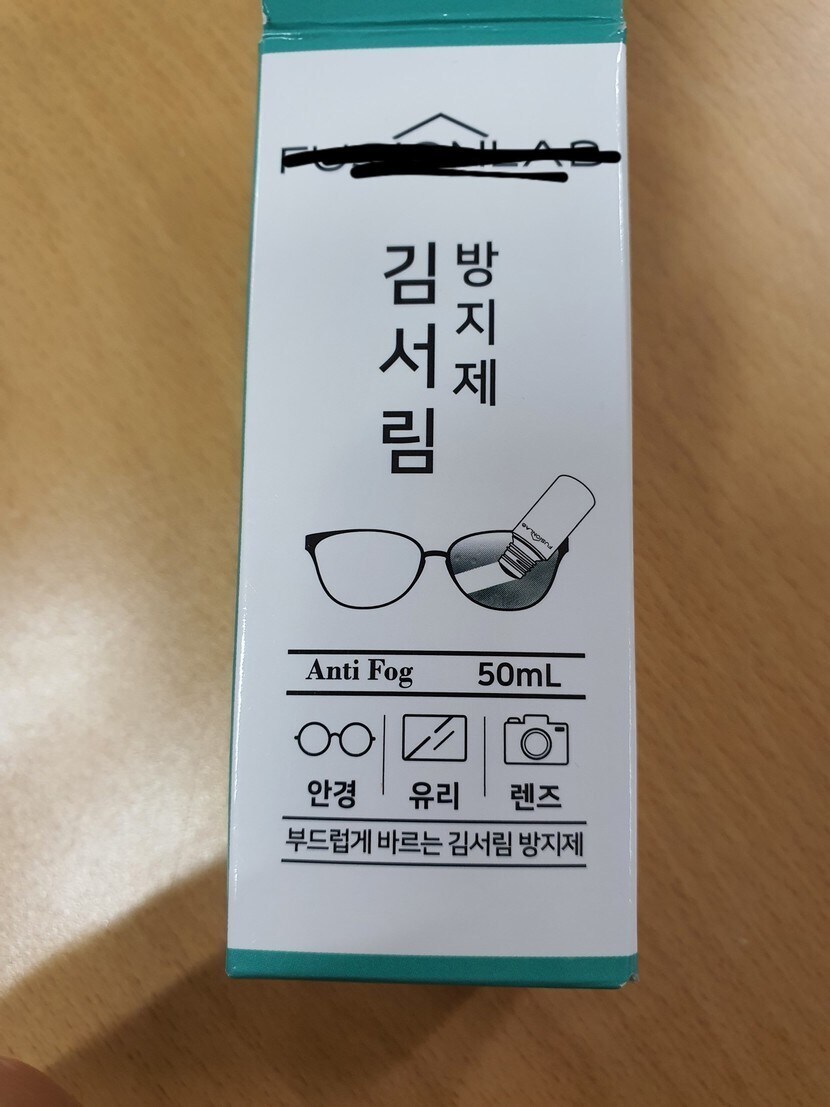 김서림
방지제
FUSIONLAB
Anti Fog 50mL
안경 유리 렌즈
부드럽게 바르는 김서림 방지제